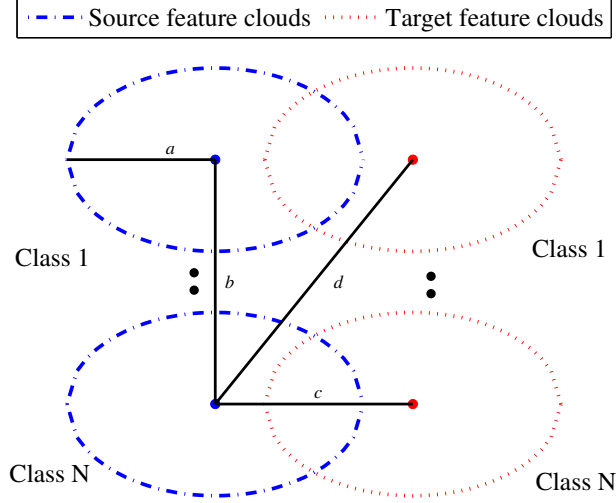 Source feature clouds Target feature clouds
a
Class 1 Class 1
b d
c
Class N Class N